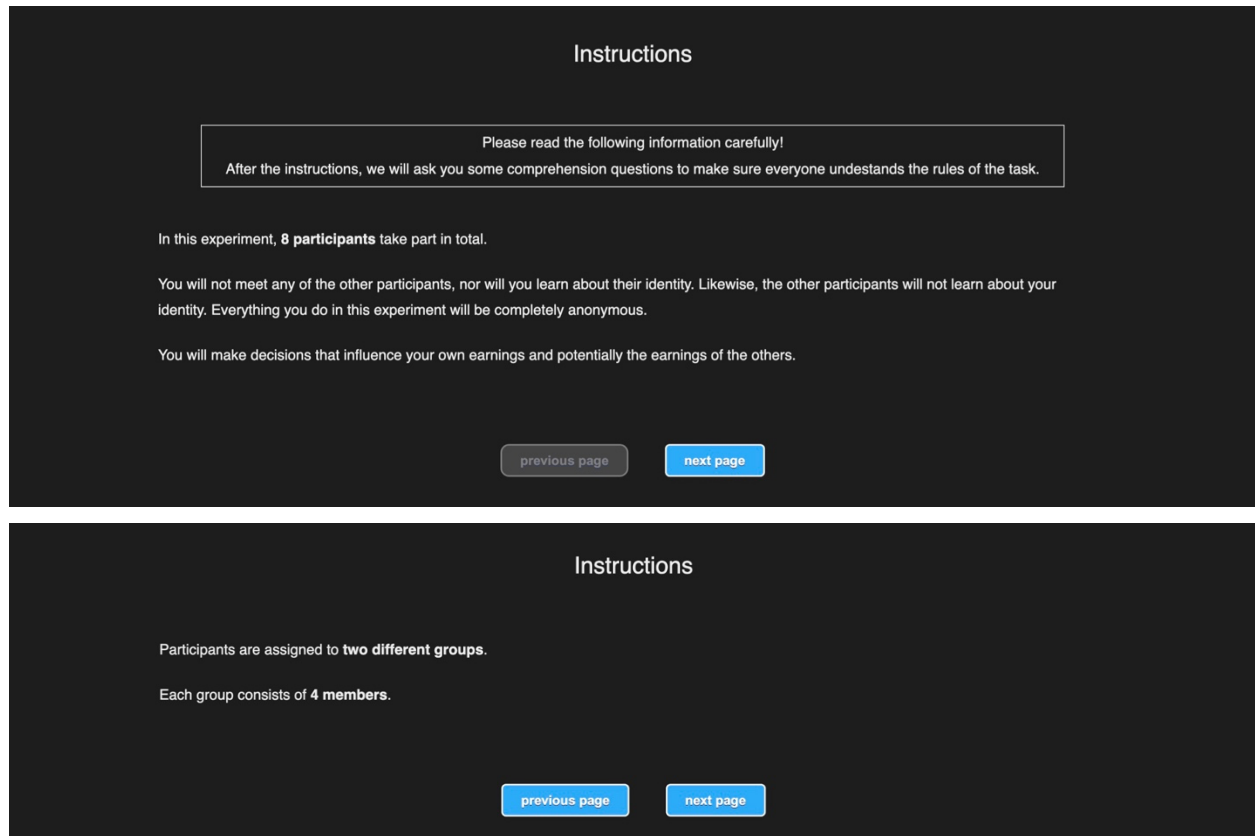 Instructions
Please read the following information carefully!
After the instructions, we will ask you some comprehension questions to make sure everyone undestands the rules of the task.
In this experiment, 8 participants take part in total.
You will not meet any of the other participants, nor will you learn about their identity. Likewise, the other participants will not learn about your
identity. Everything you do in this experiment will be completely anonymous.
You will make decisions that influence your own earnings and potentially the earnings of the others.
previous page next page
Instructions
Participants are assigned to two different groups.
Each group consists of 4 members.
previous page next page